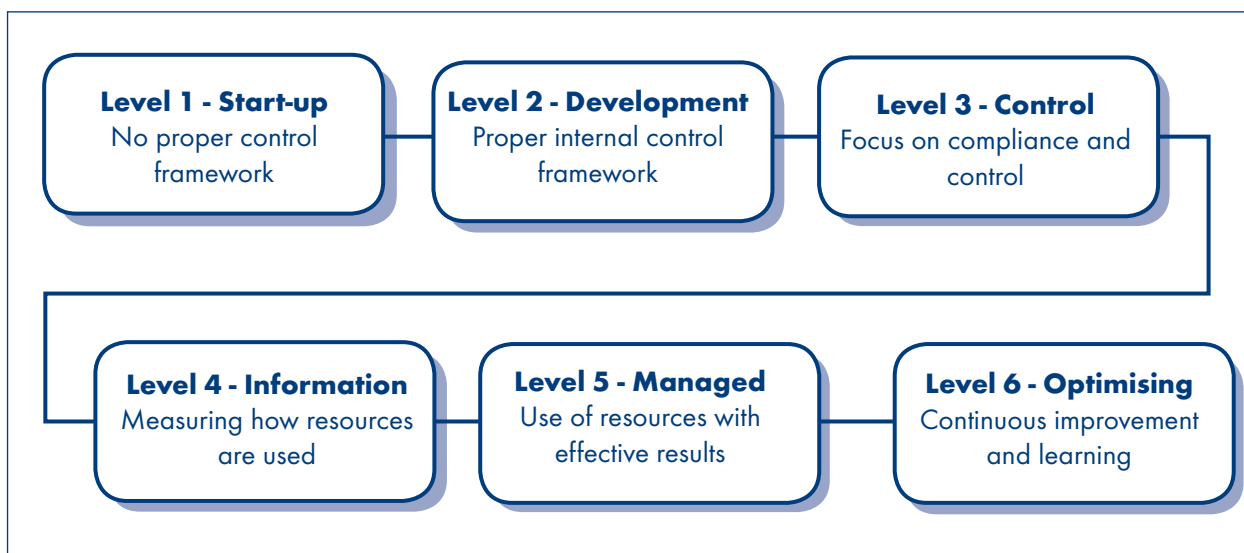 Level 1 - Start-up
No proper control
framework
Level 2 - Development
Proper internal control
framework
Level 3 - Control
Focus on compliance and
control
Level 4 - Information
Measuring how resources
are used
Level 5 - Managed
Use of resources with
effective results
Level 6 - Optimising
Continuous improvement
and learning